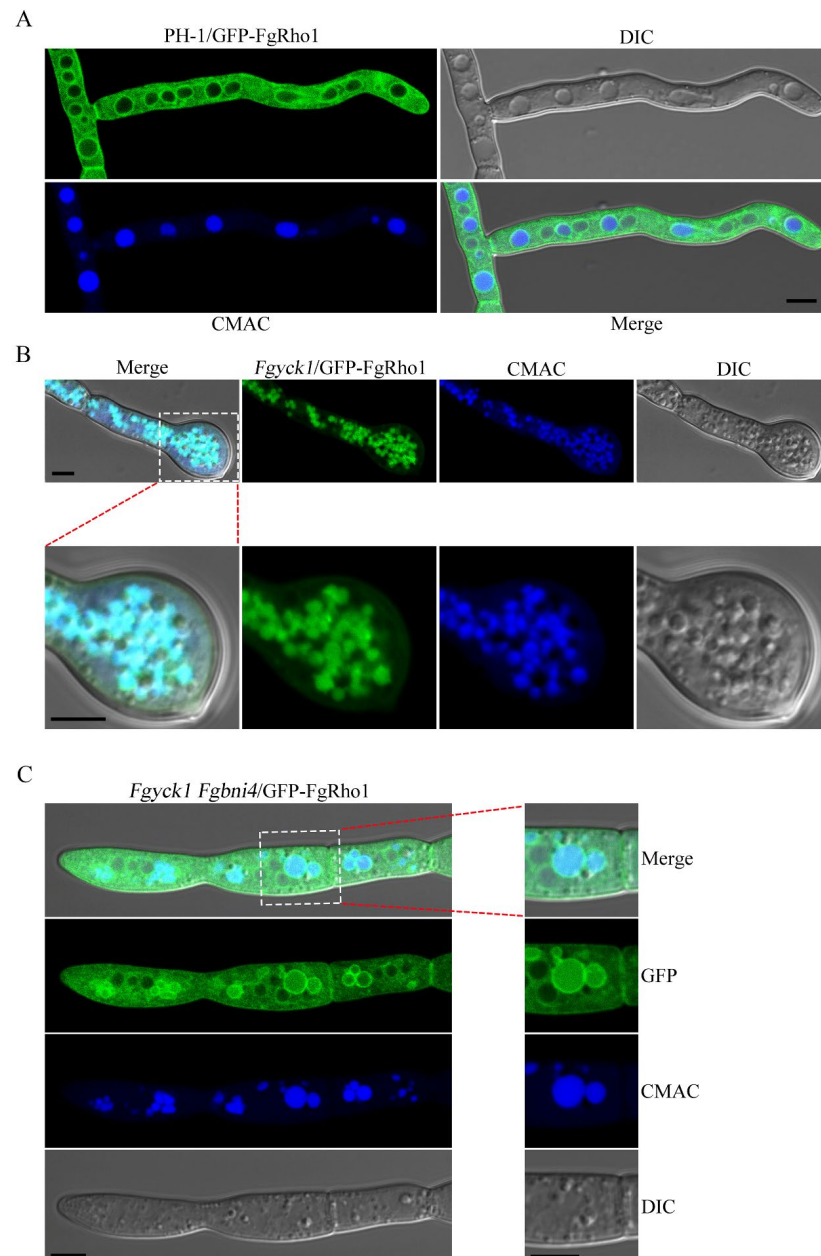 A
PH-1/GFP-FgRho1 DIC
CMAC Merge
B
Merge Fgyck1/GFP-FgRho1 CMAC DIC
C
Fgyck1 Fgbni4/GFP-FgRho1
Merge
GFP
CMAC
DIC